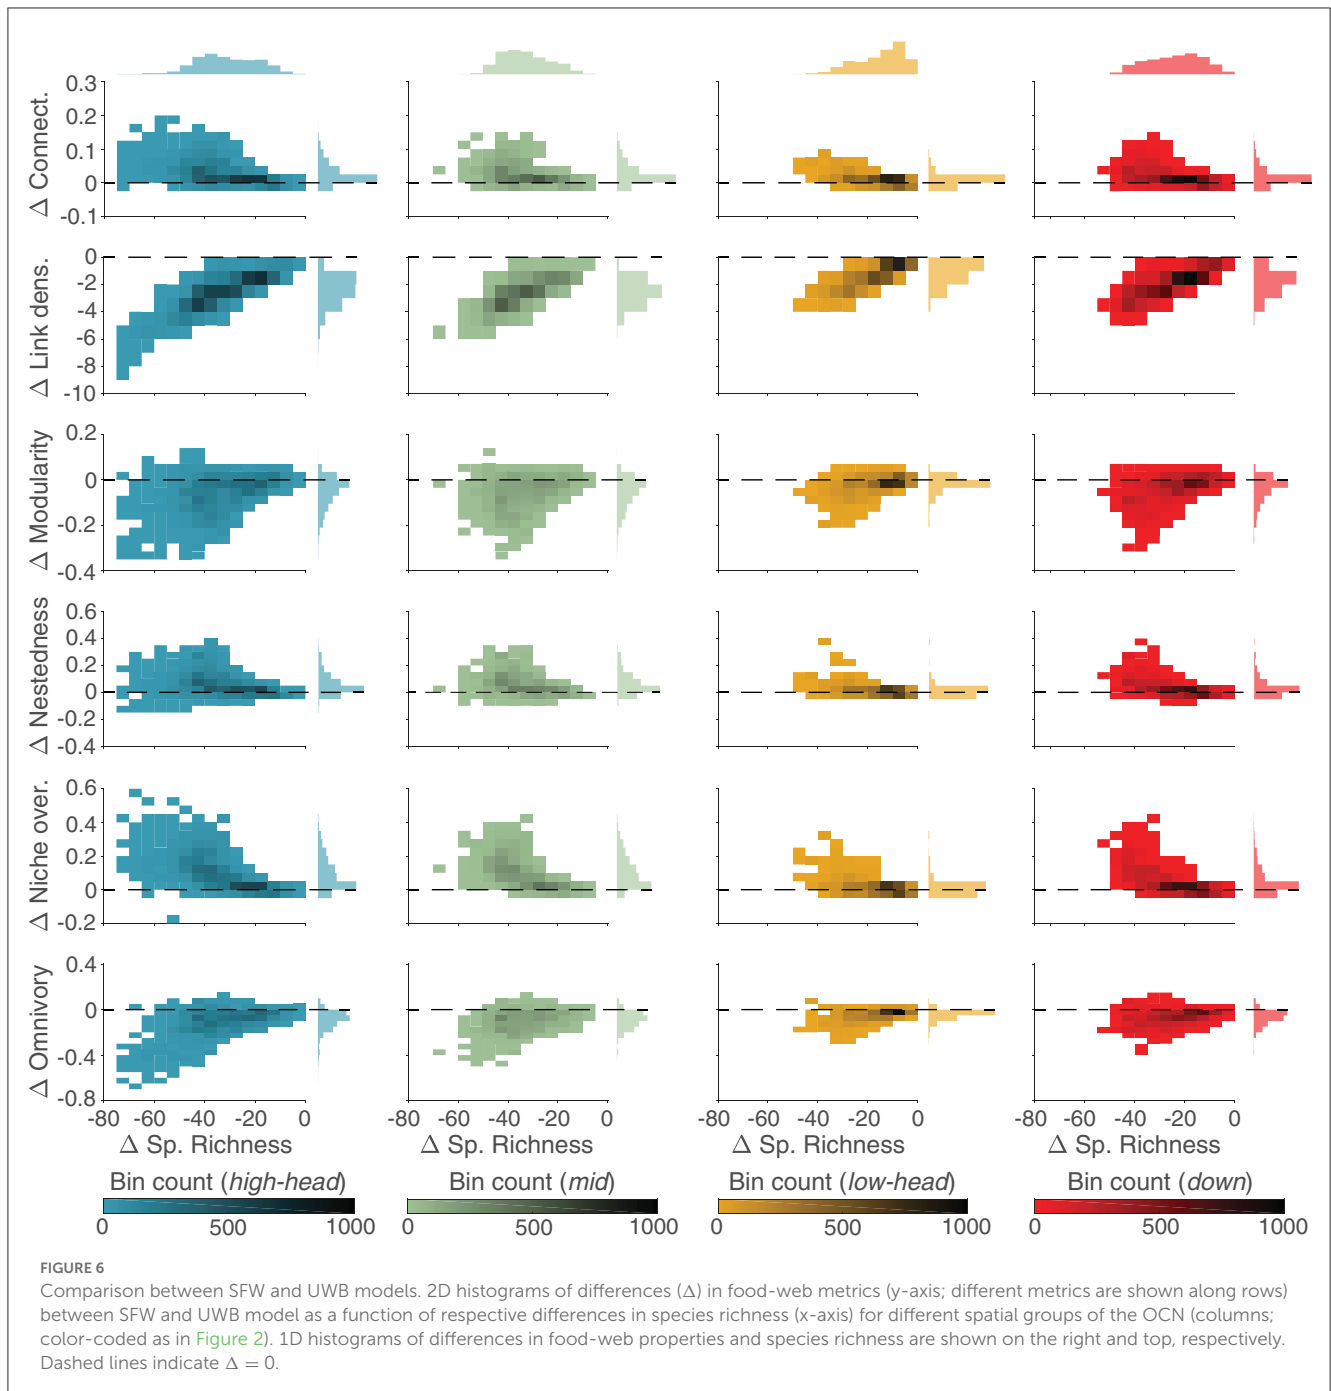 0.3
0.2
0.1
0
-0.1
Δ Connect.
0
-2
-4
-6
-8
-10
Δ Link dens.
0.2
0
-0.2
-0.4
Δ Modularity
0.6
0.4
0.2
0
-0.2
-0.4
Δ Nestedness
0.6
0.4
0.2
0
-0.2
Δ Niche over.
0.4
0
-0.4
-0.8
Δ Omnivory
-80 -60 -40 -20 0 -80 -60 -40 -20 0 -80 -60 -40 -20 0 -80 -60 -40 -20 0
Δ Sp. Richness Δ Sp. Richness Δ Sp. Richness Δ Sp. Richness
Bin count (high-head) Bin count (mid) Bin count (low-head) Bin count (down)
0 500 1000 0 500 1000 0 500 1000 0 500 1000
FIGURE 6
Comparison between SFW and UWB models. 2D histograms of differences (Δ) in food-web metrics (y-axis; different metrics are shown along rows)
between SFW and UWB model as a function of respective differences in species richness (x-axis) for different spatial groups of the OCN (columns;
color-coded as in Figure 2). 1D histograms of differences in food-web properties and species richness are shown on the right and top, respectively.
Dashed lines indicate Δ = 0.